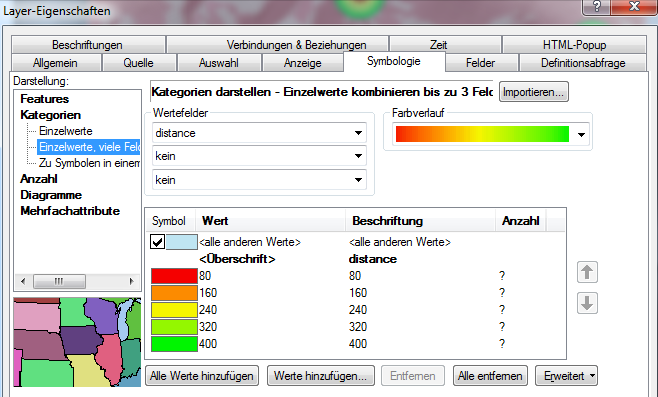 Layer-Eigenschaften
Beschriftungen Verbindungen & Beziehungen Zeit HTML-Popup
Allgemein Quelle Auswahl Anzeige Symbologie Felder Definitionsabfrage
Darstellung:
Features
Kategorien
Einzelwerte
Einzelwerte, viele Feld
Zu Symbolen in einem
Anzahl
Diagramme
Mehrfachattribute
Kategorien darstellen - Einzelwerte kombinieren bis zu 3 Feld
Importieren...
Wertefelder
distance
kein
kein
Farbverlauf
Symbol Wert Beschriftung Anzahl
<alle anderen Werte> <alle anderen Werte>
<Überschrift> distance
80 80 ?
160 160 ?
240 240 ?
320 320 ?
400 400 ?
Alle Werte hinzufügen Werte hinzufügen... Entfernen Alle entfernen Erweitert